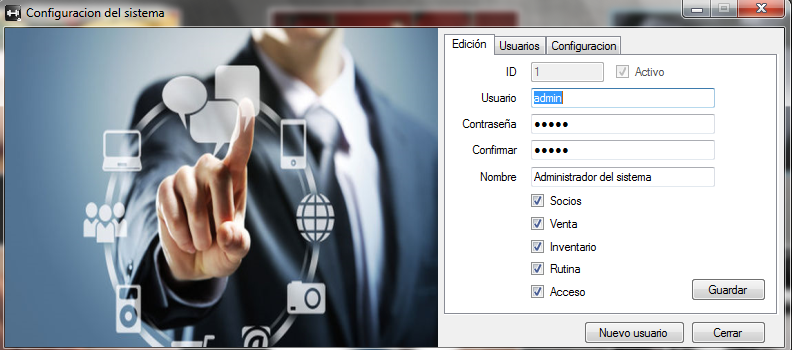 Configuracion del sistema
Edición Usuarios Configuracion
ID 1 Activo
Usuario admin
Contraseña •••••
Confirmar •••••
Nombre Administrador del sistema
Socios
Venta
Inventario
Rutina
Acceso Guardar
Nuevo usuario Cerrar